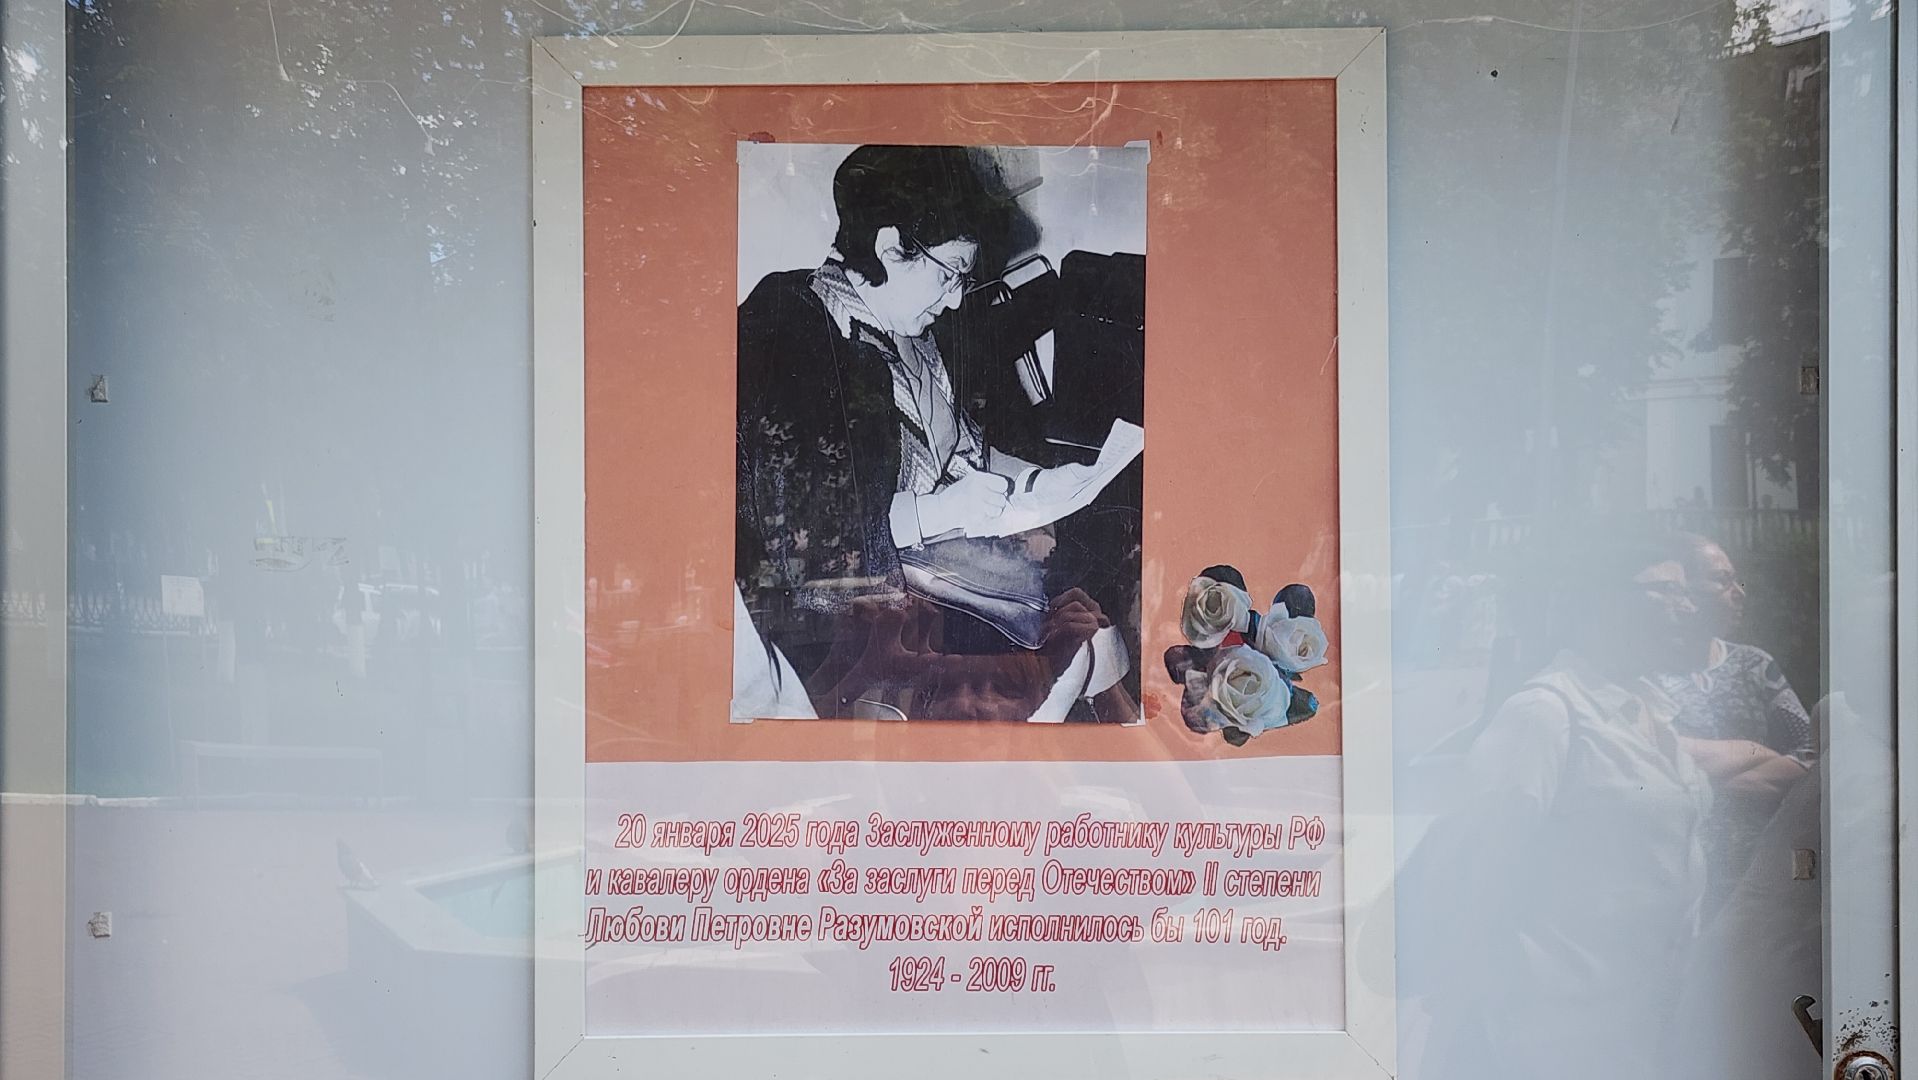 20 января 2025 года Заслуженному работнику культуры РФ
и кавалеру ордена «За заслуги перед Отечеством» II степени
Любови Петровне Разумовской исполнилось бы 101 год.
1924 - 2009 гг.